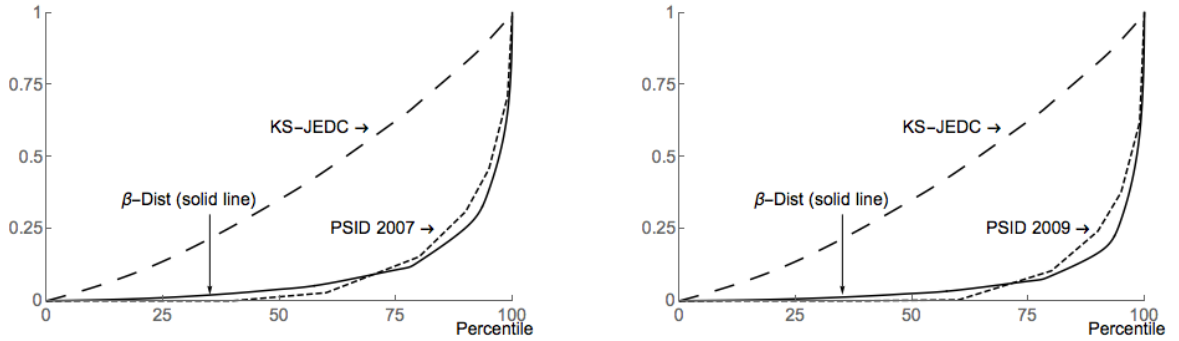 1
0.75
KS-JEDC →
0.5
β-Dist (solid line)
0.25
PSID 2007 →
0
0 25 50 75 100
Percentile
1
0.75
KS-JEDC →
0.5
β-Dist (solid line)
0.25
PSID 2009 →
0
0 25 50 75 100
Percentile